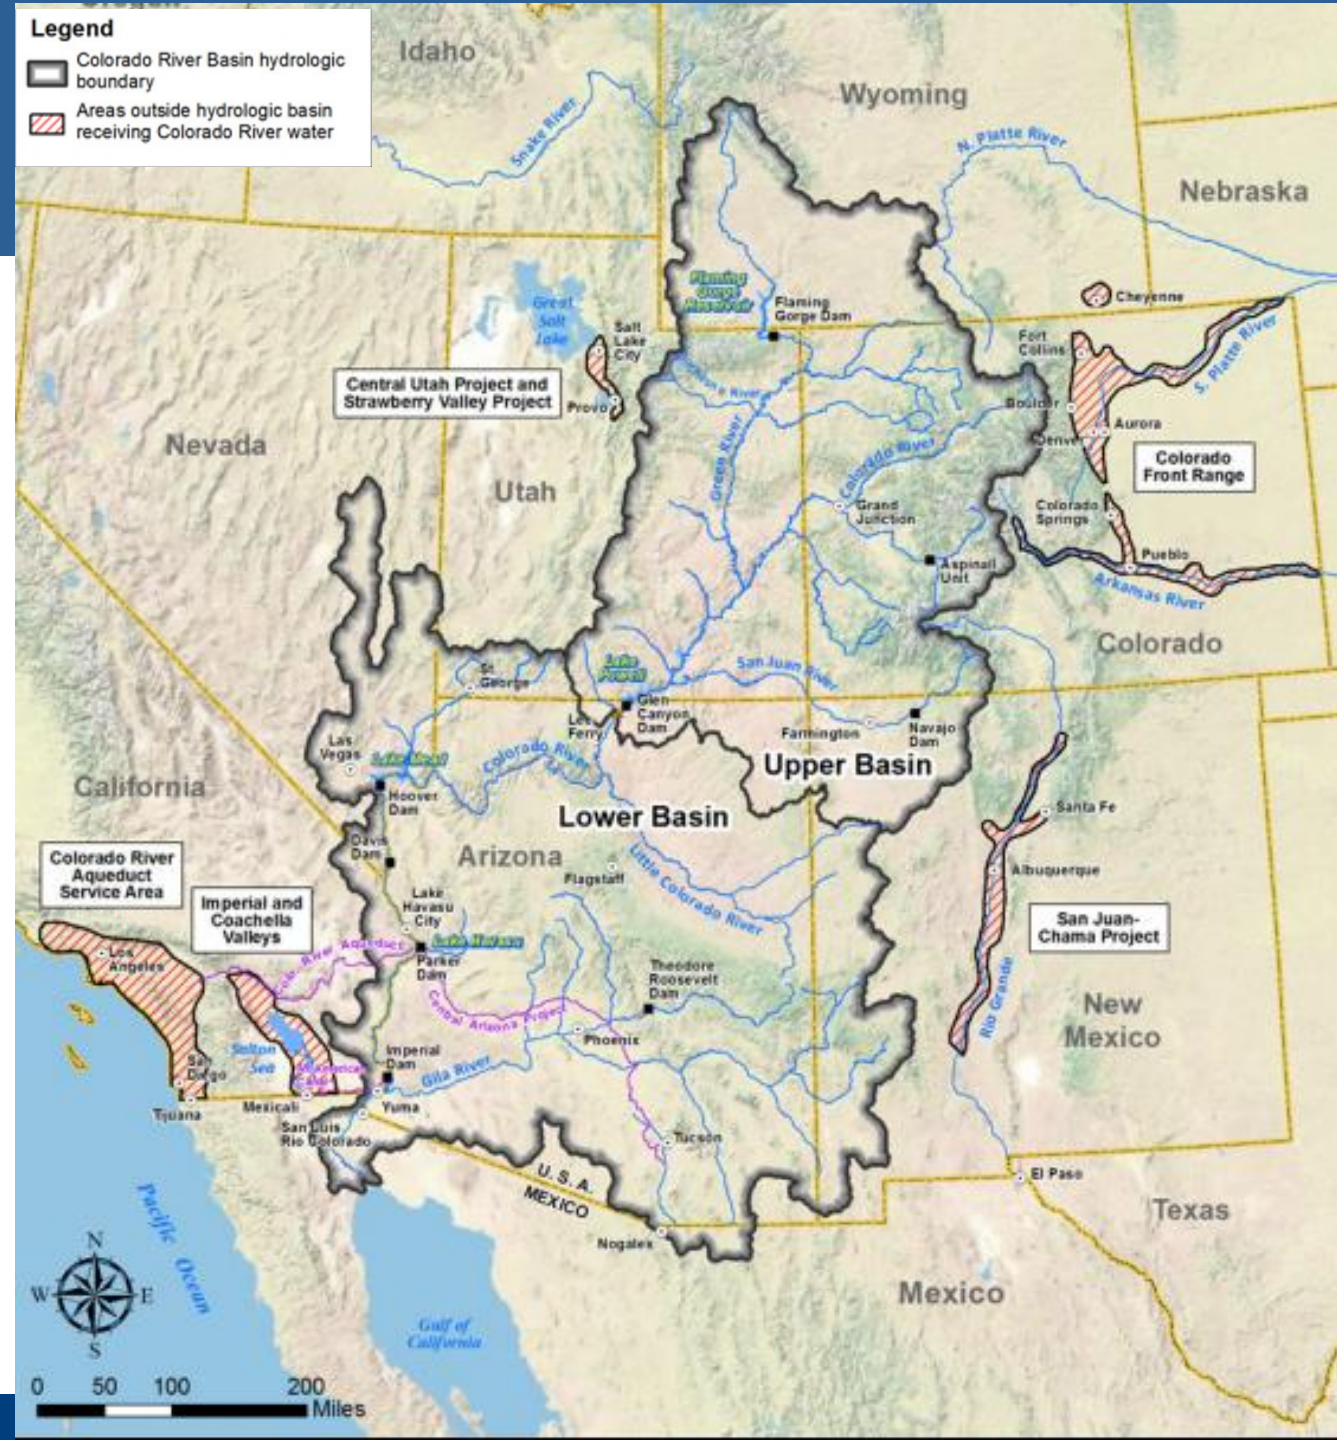 Oregon
Legend
Colorado River Basin hydrologic
boundary
Areas outside hydrologic basin
receiving Colorado River water
Idaho
Wyoming
Snake River
N. Platte River
Nebraska
Flaming
Gorge
Reservoir
Flaming
Gorge Dam
Cheyenne
Great
Salt
Lake
Salt
Lake
City
Fort
Collins
S. Platte River
Central Utah Project and
Strawberry Valley Project
Provo
Boulder
Aurora
Denve
Green River
Colorado River
Colorado
Front Range
Nevada
Utah
Grand
Junction
Colorado
Springs
Pueblo
Aspinall
Unit
Arkansas River
Colorado
St.
George
Lake
Powell
San Juan River
Glen
Canyon
Dam
Lee
Ferry
Farmington
Navajo
Dam
Las
Vegas
Lake Mead
Colorado River
Upper Basin
California
Hoover
Dam
Lower Basin
Santa Fe
Davis
Dam
Arizona
Flagstaff
Little Colorado River
Albuquerque
Colorado River
Aqueduct
Service Area
Imperial and
Coachella
Valleys
Lake
Havasu
City
Lake Havasu
San Juan-
Chama Project
Los
Angeles
Colo. River Aqueduct
Parker
Dam
Theodore
Roosevelt
Dam
Central Arizona Project
Rio Grande
New
Mexico
Phoenix
Salton
Sea
San
Diego
Imperial
Dam
Gila River
Tijuana
Mexicali
Yuma
San Luis
Rio Colorado
Tucson
U. S. A.
MEXICO
El Paso
Texas
Nogales
Pacific Ocean
Mexico
Gulf of
California
N
W
E
S
0 50 100 200
Miles